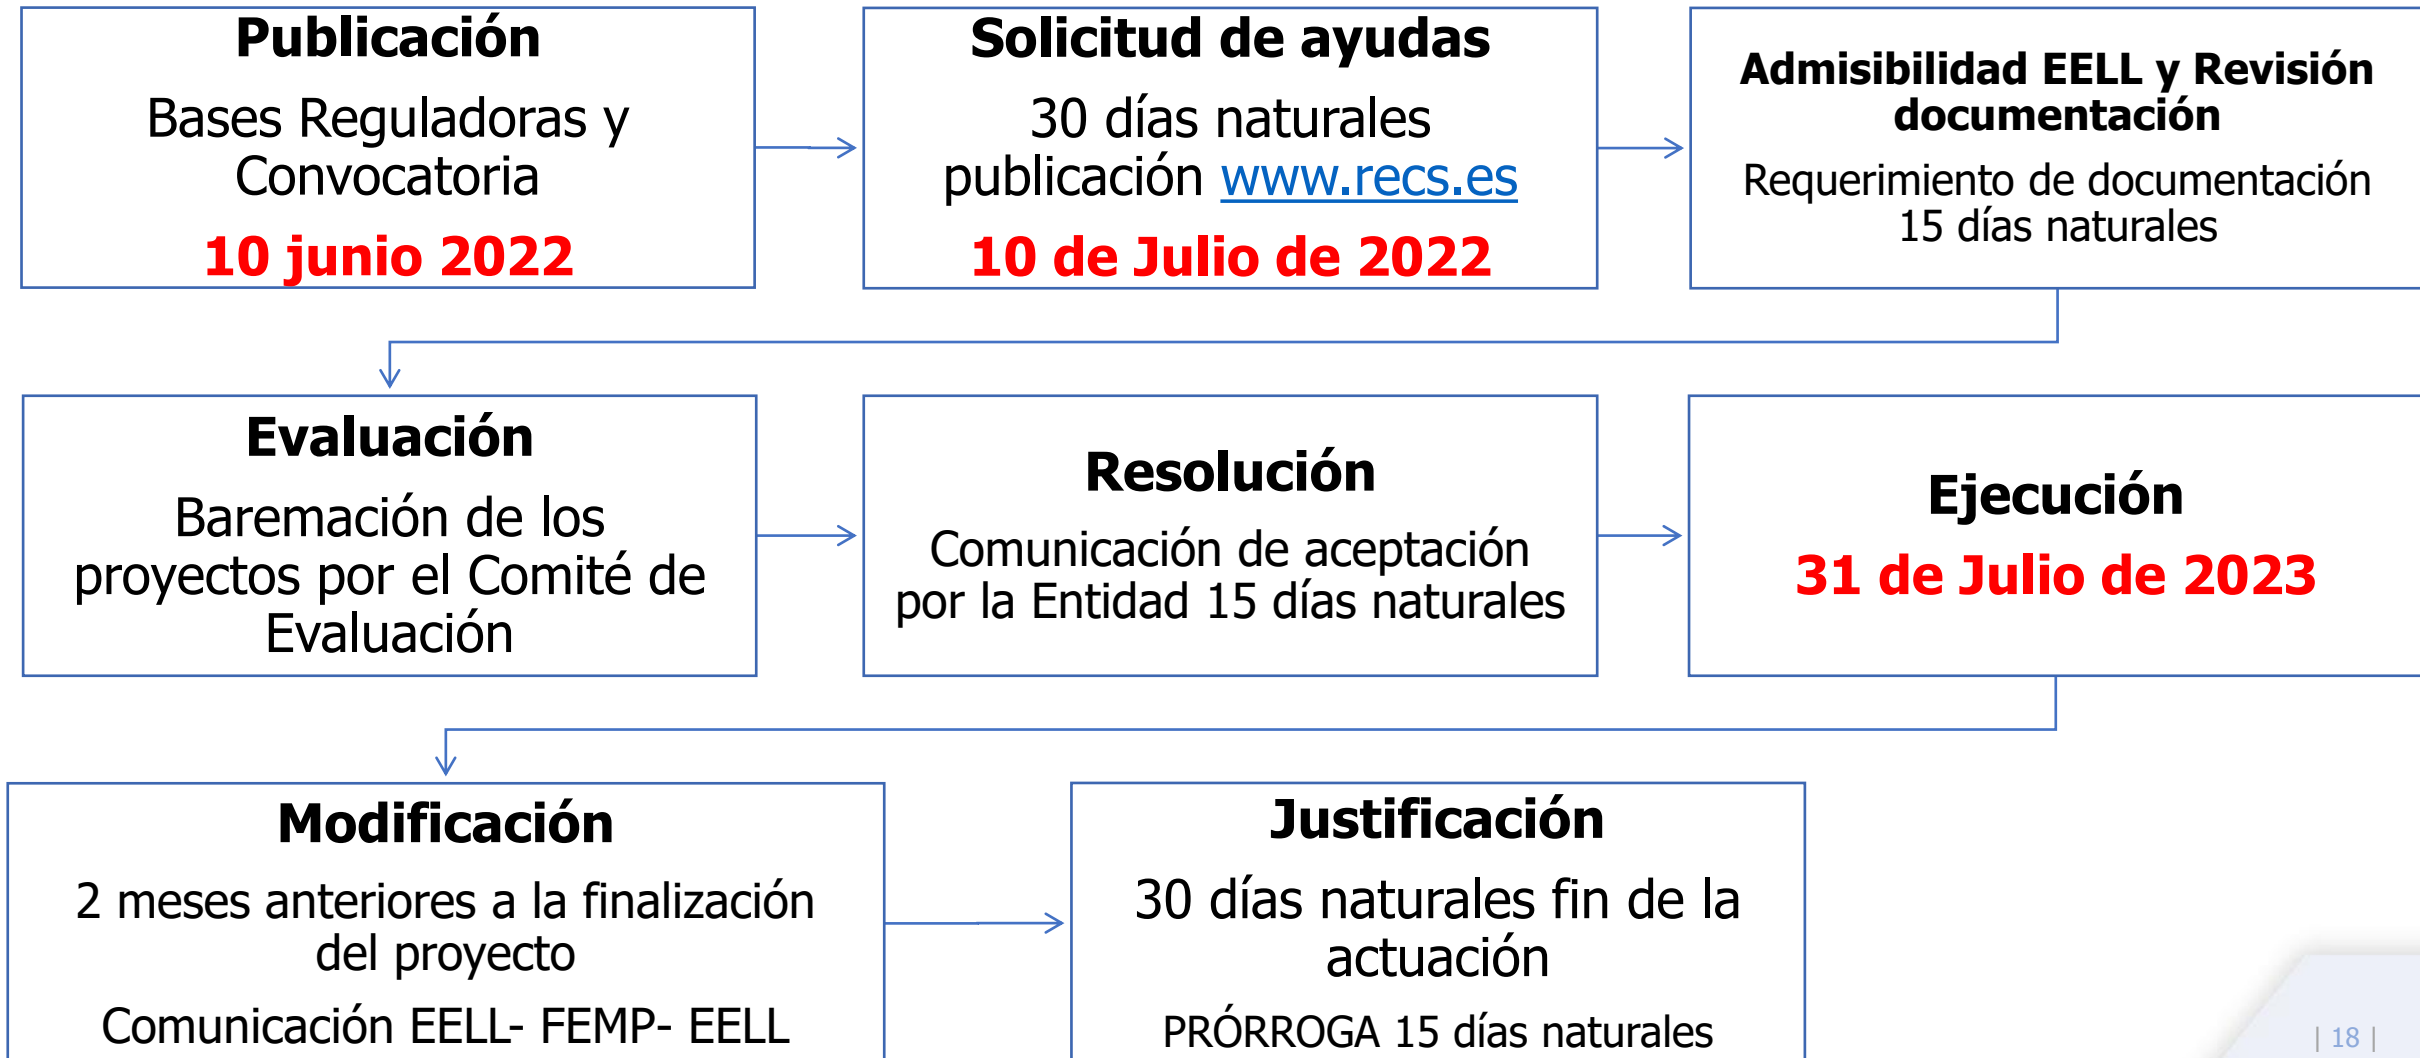 Publicación
Bases Reguladoras y
Convocatoria
10 junio 2022
Solicitud de ayudas
30 días naturales
publicación www.recs.es
10 de Julio de 2022
Admisibilidad EELL y Revisión
documentación
Requerimiento de documentación
15 días naturales
Evaluación
Baremación de los
proyectos por el Comité de
Evaluación
Resolución
Comunicación de aceptación
por la Entidad 15 días naturales
Ejecución
31 de Julio de 2023
Modificación
2 meses anteriores a la finalización
del proyecto
Comunicación EELL- FEMP- EELL
Justificación
30 días naturales fin de la
actuación
PRÓRROGA 15 días naturales
| 18 |